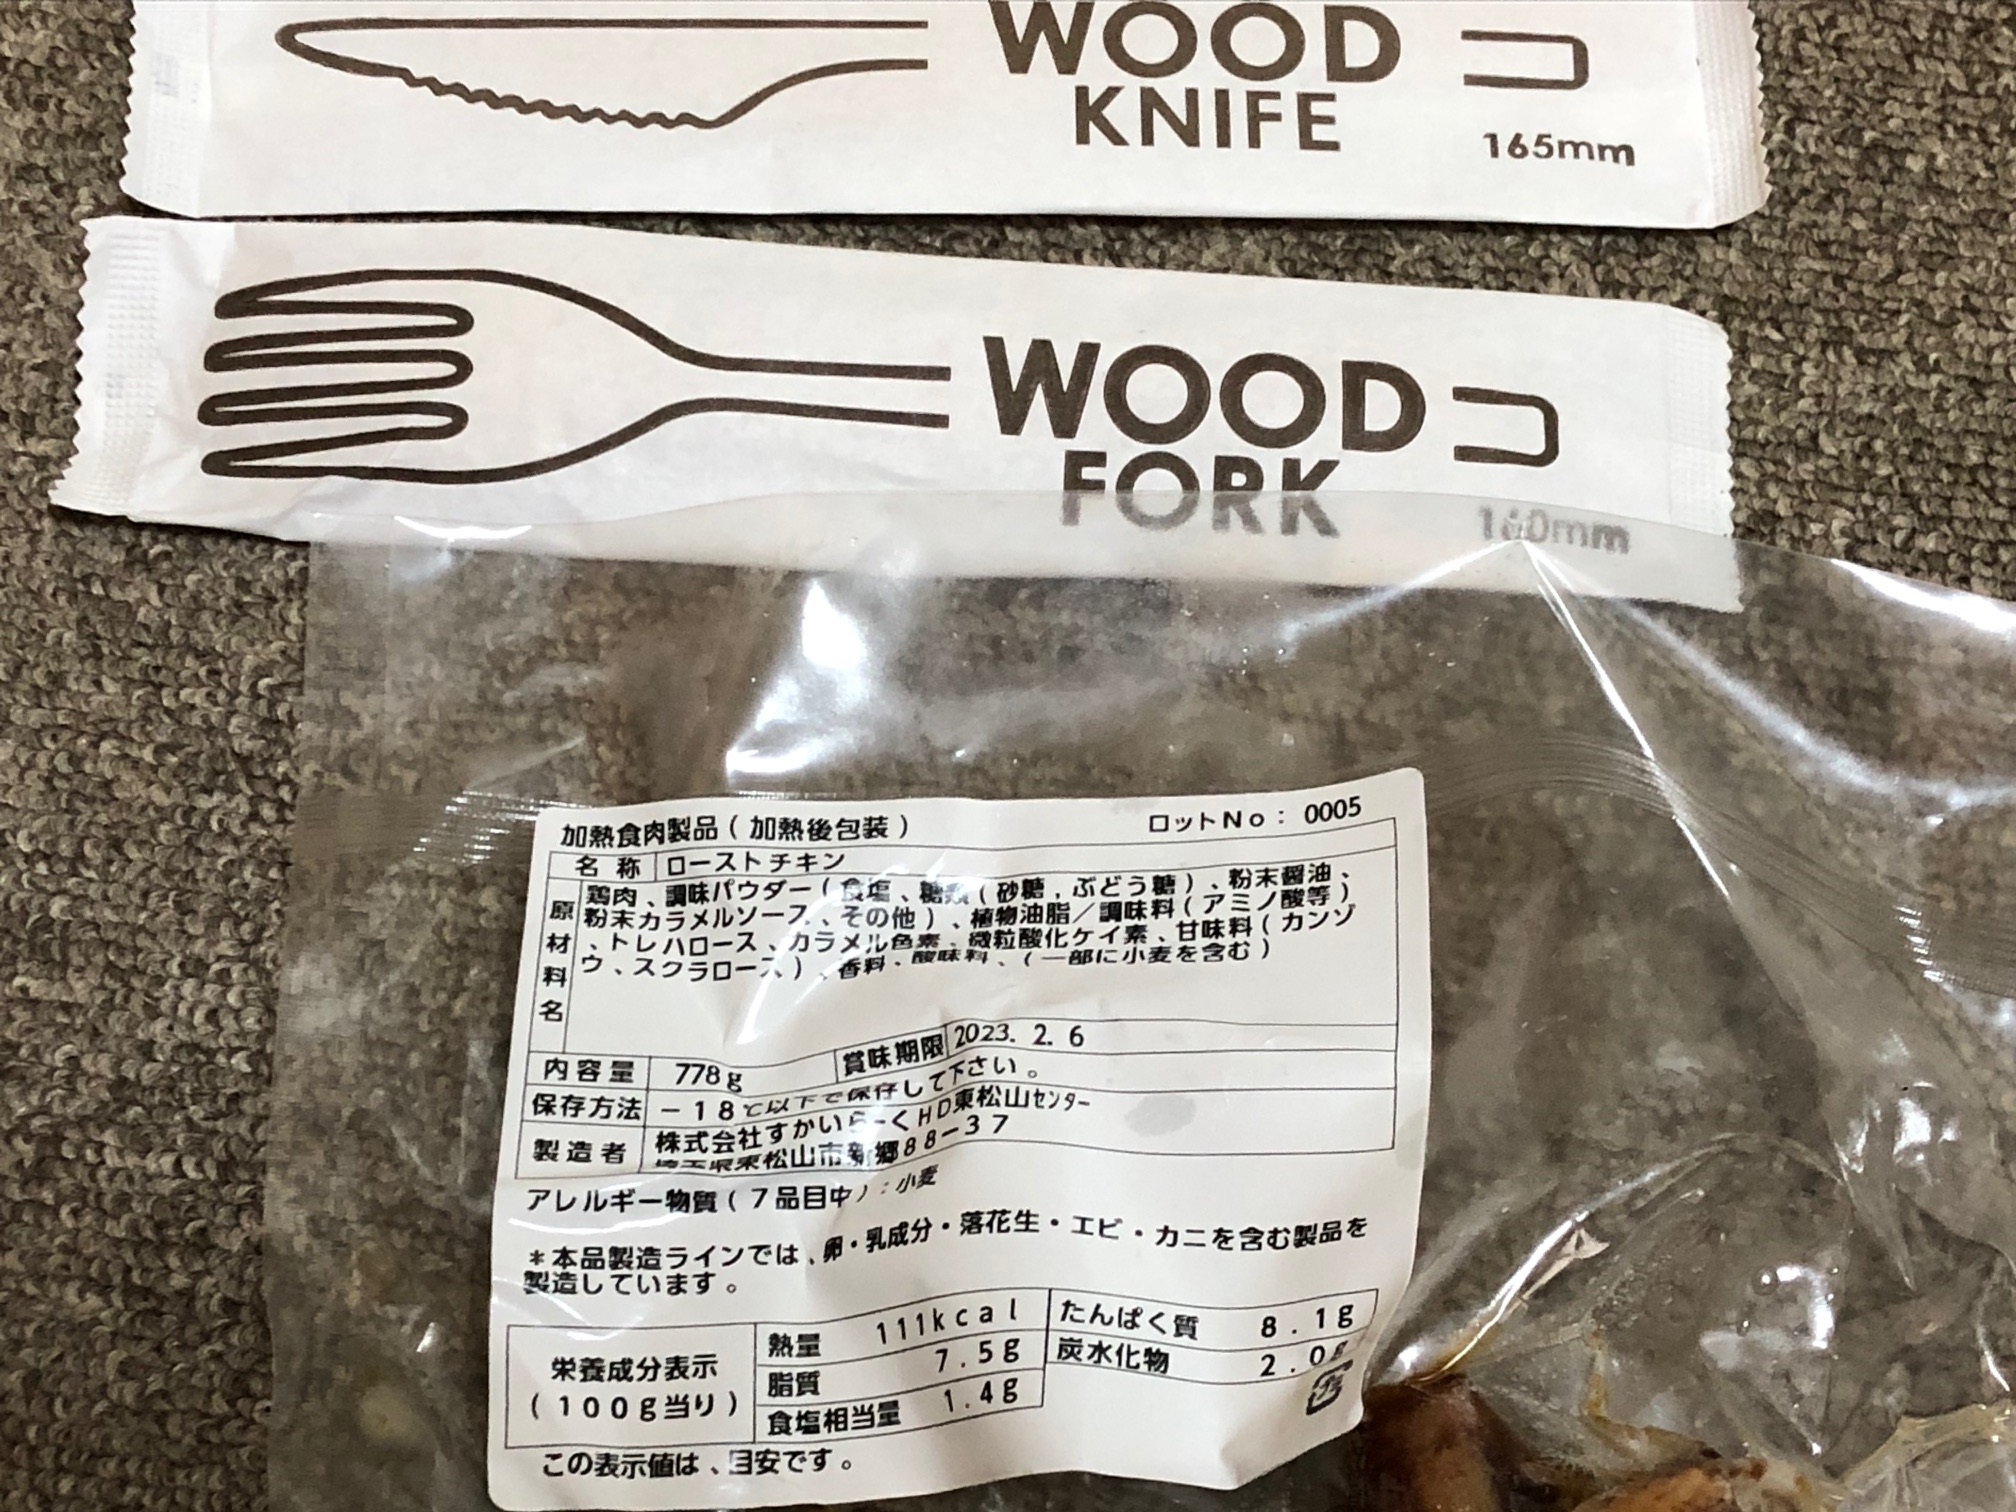 WOOD
KNIFE
165mm
WOOD
FORK
160mm
加熱食肉製品(加熱後包装)
ロットNo: 0005
名称 ローストチキン
原材料名
鶏肉、調味パウダー(食塩、糖類(砂糖、ぶどう糖)、粉末醤油、
粉末カラメルソース、その他)、植物油脂/調味料(アミノ酸等)
、トレハロース、カラメル色素、微粒酸化ケイ素、甘味料(カンゾ
ウ、スクラロース)、香料、酸味料、(一部に小麦を含む)
内容量 778g 賞味期限 2023. 2. 6
保存方法 -18℃以下で保存して下さい。
製造者 株式会社すかいらーくHD東松山センター
埼玉県東松山市新郷88-37
アレルギー物質(7品目中):小麦
*本品製造ラインでは、卵・乳成分・落花生・エビ・カニを含む製品を
製造しています。
栄養成分表示
(100g当り)
熱量 111kcal たんぱく質 8.1g
脂質 7.5g 炭水化物 2.0g
食塩相当量 1.4g
この表示値は、目安です。